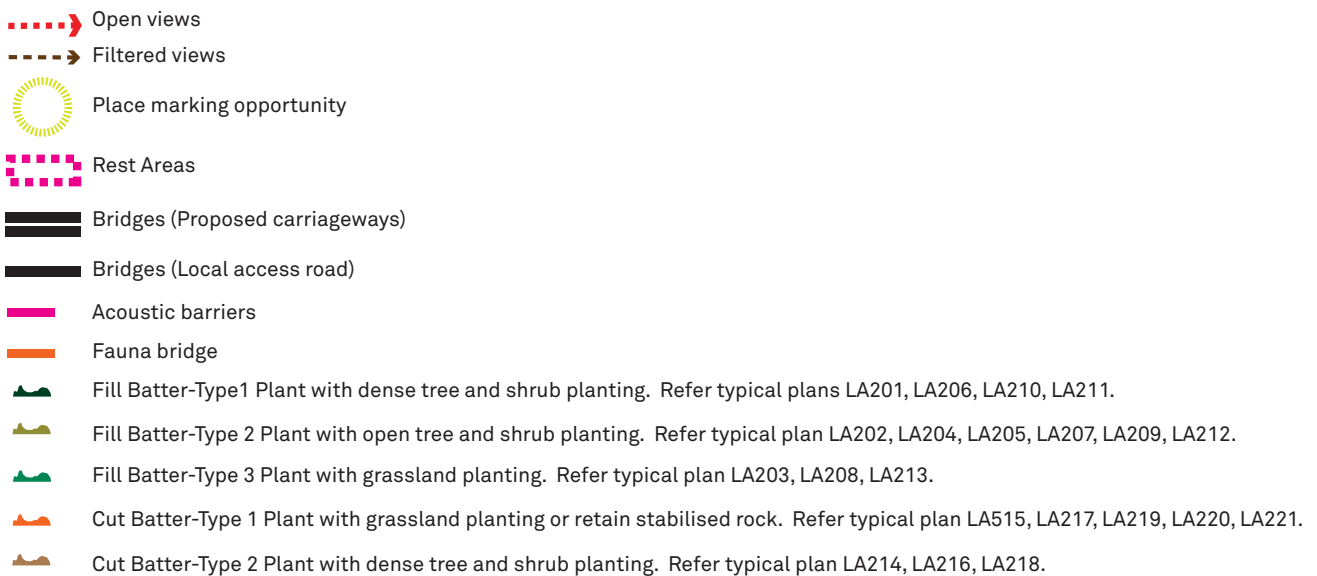 Open views
Filtered views
Place marking opportunity
Rest Areas
Bridges (Proposed carriageways)
Bridges (Local access road)
Acoustic barriers
Fauna bridge
Fill Batter-Type1 Plant with dense tree and shrub planting.  Refer typical plans LA201, LA206, LA210, LA211.
Fill Batter-Type 2 Plant with open tree and shrub planting.  Refer typical plan LA202, LA204, LA205, LA207, LA209, LA212.
Fill Batter-Type 3 Plant with grassland planting.  Refer typical plan LA203, LA208, LA213.
Cut Batter-Type 1 Plant with grassland planting or retain stabilised rock.  Refer typical plan LA515, LA217, LA219, LA220, LA221.
Cut Batter-Type 2 Plant with dense tree and shrub planting.  Refer typical plan LA214, LA216, LA218.